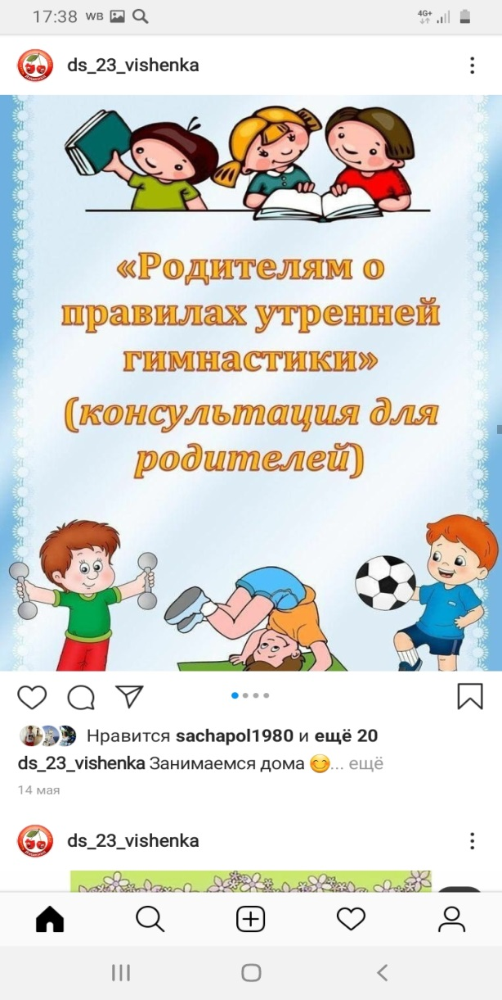 17:38 WB 4G+
ds_23_vishenka
«Родителям о
правилах утренней
гимнастики»
(консультация для
родителей)
Нравится sachapol1980 и ещё 20
ds_23_vishenka Занимаемся дома 😊... ещё
14 мая
ds_23_vishenka